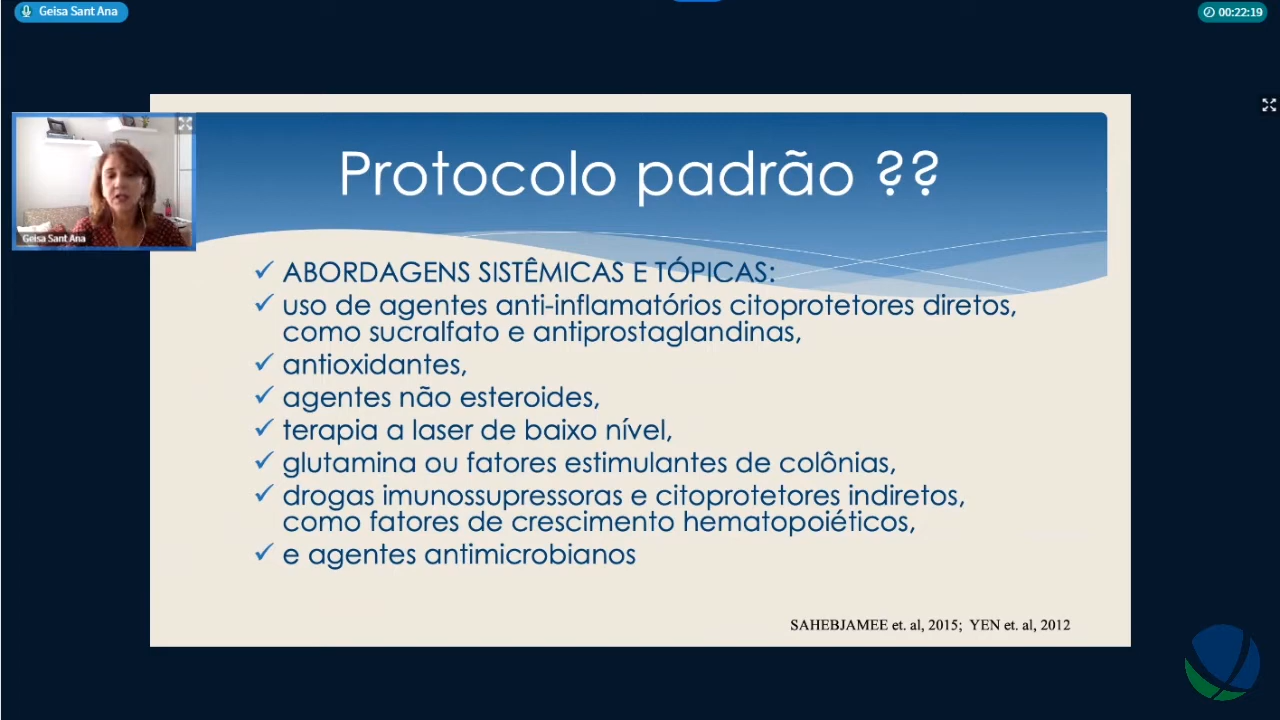 Geisa Sant Ana
00:22:19
Geisa Sant Ana
Protocolo padrão ??
ABORDAGENS SISTÊMICAS E TÓPICAS:
uso de agentes anti-inflamatórios citoprotetores diretos,
como sucralfato e antiprostaglandinas,
antioxidantes,
agentes não esteroides,
terapia a laser de baixo nível,
glutamina ou fatores estimulantes de colônias,
drogas imunossupressoras e citoprotetores indiretos,
como fatores de crescimento hematopoiéticos,
e agentes antimicrobianos
SAHEBJAMEE et. al, 2015; YEN et. al, 2012